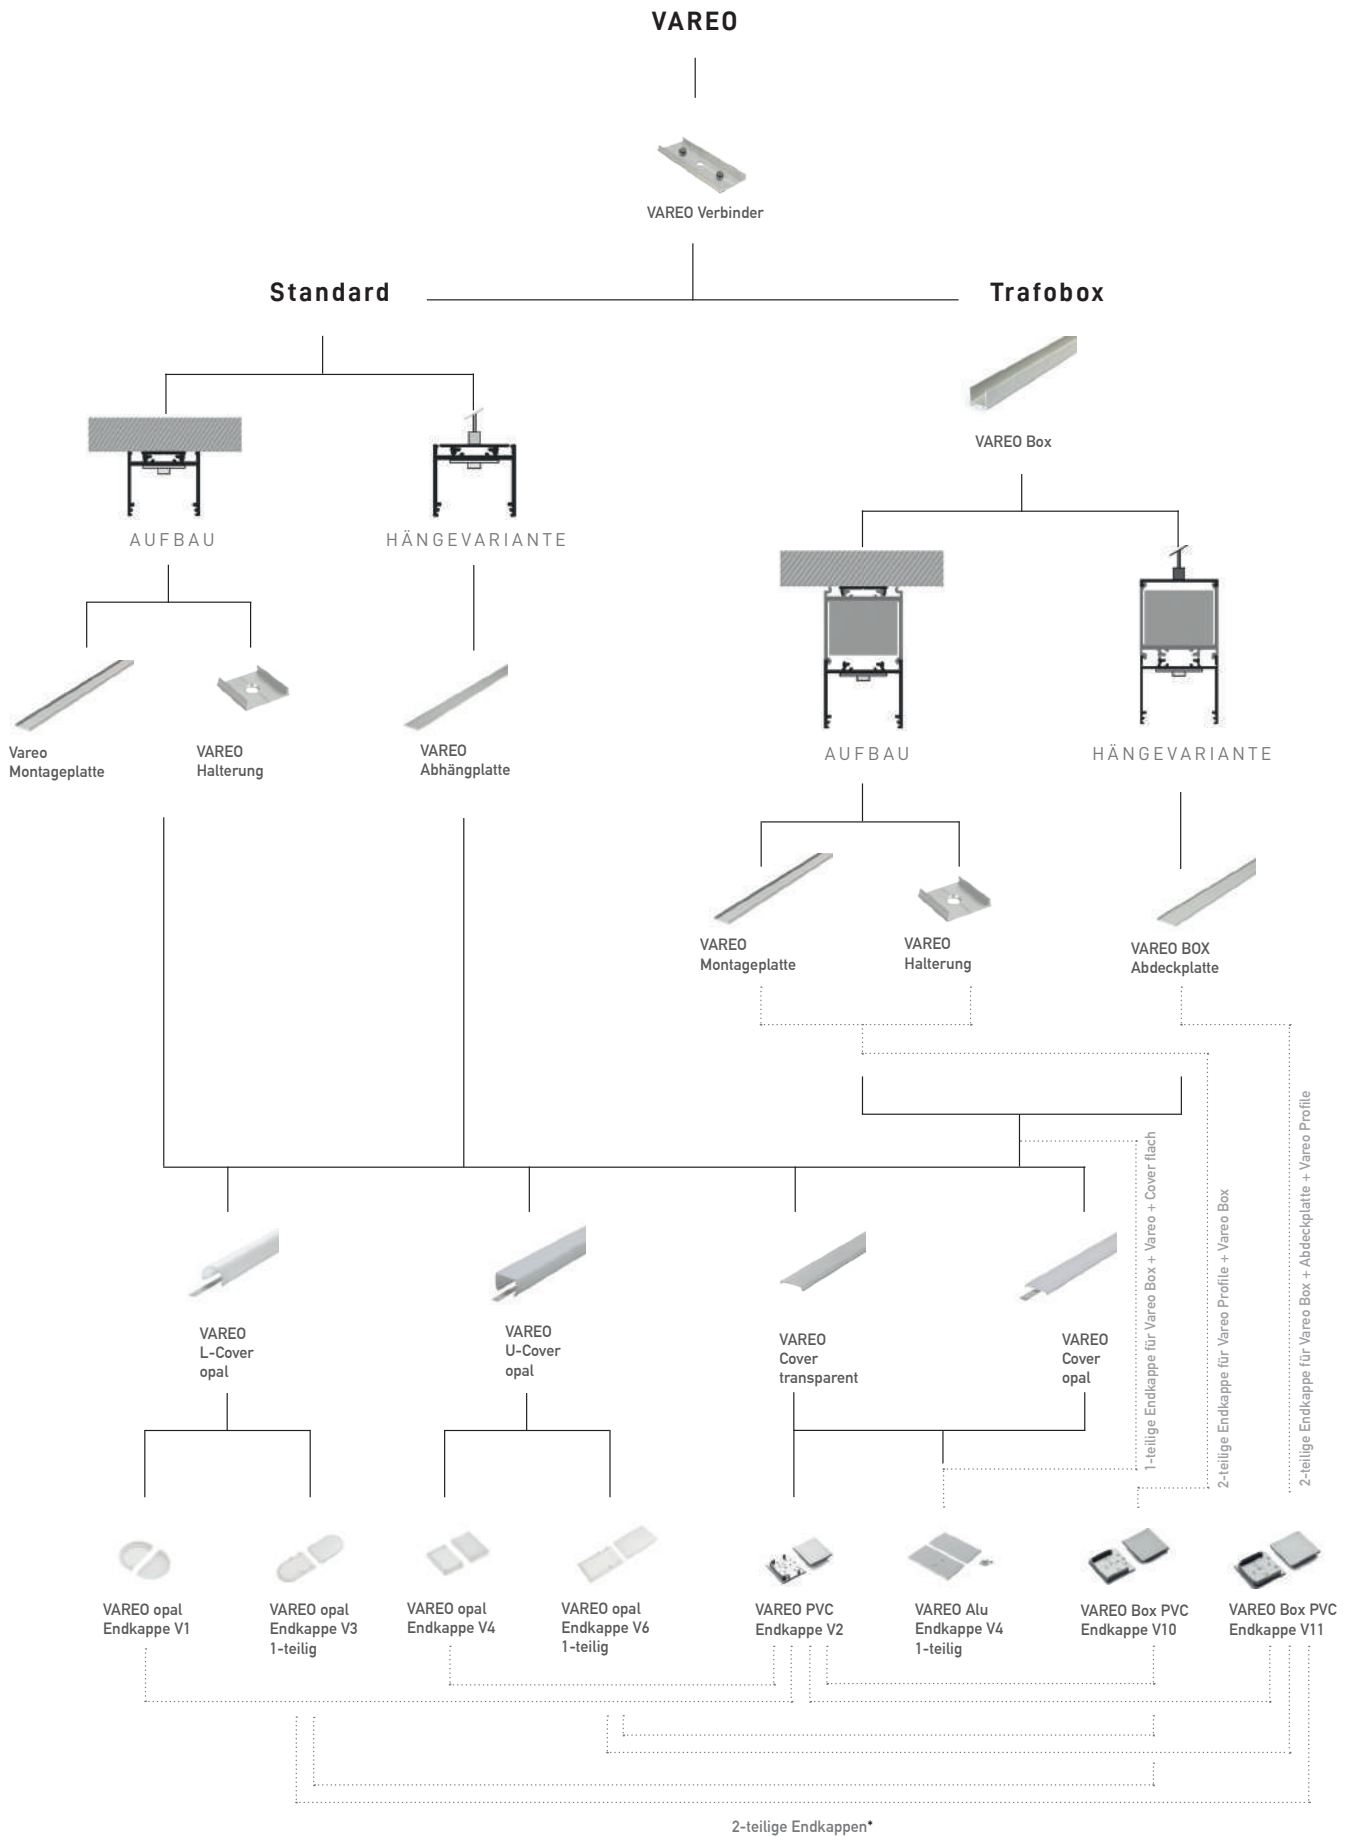 VAREO
VAREO Verbinder
Standard
Trafobox
VAREO Box
AUFBAU
HÄNGEVARIANTE
AUFBAU
HÄNGEVARIANTE
Vareo
Montageplatte
VAREO
Halterung
VAREO
Abhängplatte
VAREO
Montageplatte
VAREO
Halterung
VAREO BOX
Abdeckplatte
1-teilige Endkappe für Vareo Box + Vareo + Cover flach
2-teilige Endkappe für Vareo Profile + Vareo Box
2-teilige Endkappe für Vareo Box + Abdeckplatte + Vareo Profile
VAREO
L-Cover
opal
VAREO
U-Cover
opal
VAREO
Cover
transparent
VAREO
Cover
opal
VAREO opal
Endkappe V1
VAREO opal
Endkappe V3
1-teilig
VAREO opal
Endkappe V4
VAREO opal
Endkappe V6
1-teilig
VAREO PVC
Endkappe V2
VAREO Alu
Endkappe V4
1-teilig
VAREO Box PVC
Endkappe V10
VAREO Box PVC
Endkappe V11
2-teilige Endkappen*